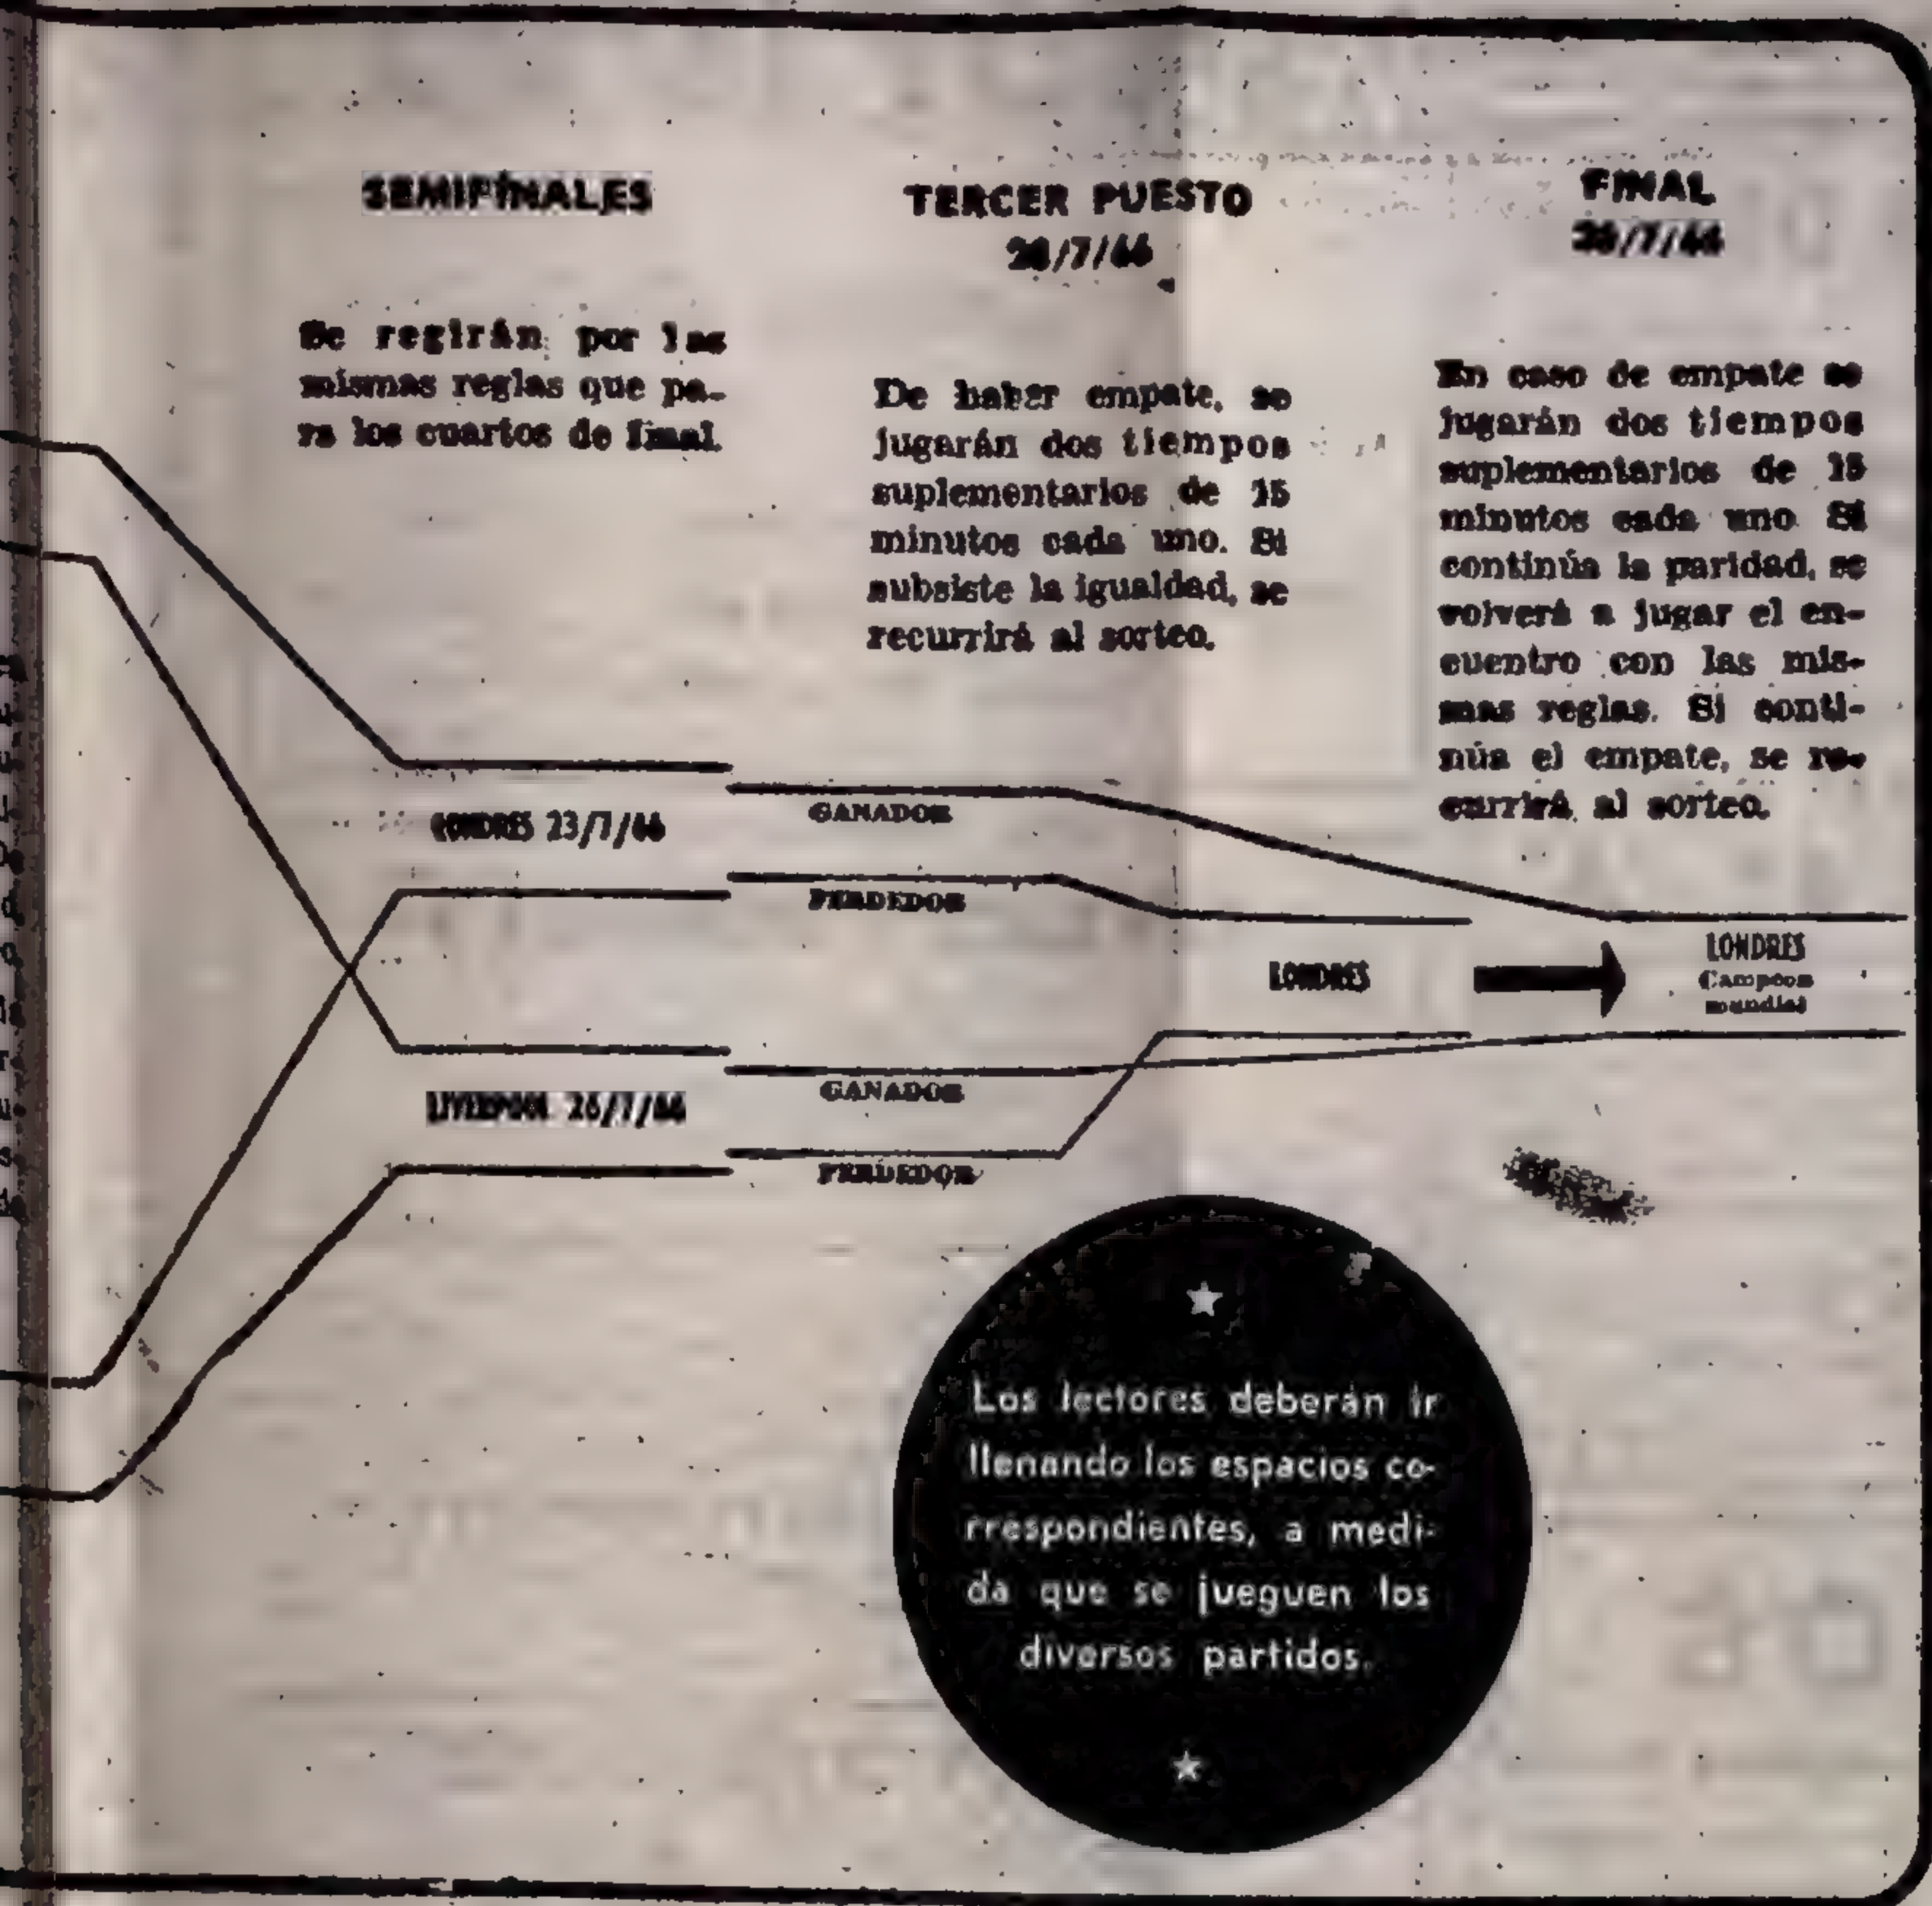 SEMIFINALES
Se regirán por las
mismas reglas que pa-
ra los cuartos de final.
TERCER PUESTO
28/7/66
De haber empate, se
jugarán dos tiempos
suplementarios de 15
minutos cada uno. Si
subsiste la igualdad, se
recurrirá al sorteo.
FINAL
/7/66
En caso de empate se
jugarán dos tiempos
suplementarios de 15
minutos cada uno. Si
continúa la paridad, se
volverá a jugar el en-
cuentro con las mis-
mas reglas. Si conti-
núa el empate, se re-
currirá al sorteo.
LONDRES 23/7/66
GANADOR
PERDEDOR
LONDRES
LONDRES
Campeón
mundial
LIVERPOOL 26/7/66
GANADOR
PERDEDOR
Los lectores deberán ir
llenando los espacios co-
rrespondientes, a medi-
da que se jueguen los
diversos partidos.